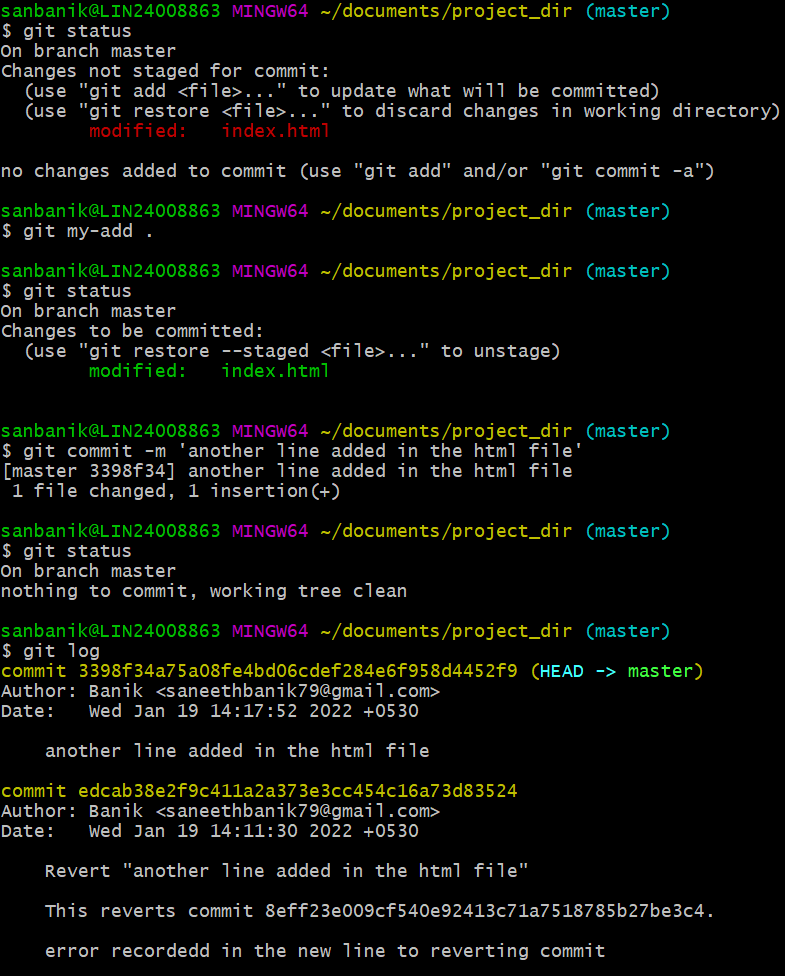 sanbanik@LIN24008863 MINGW64 ~/documents/project_dir (master)
$ git status
On branch master
Changes not staged for commit:
  (use "git add <file>..." to update what will be committed)
  (use "git restore <file>..." to discard changes in working directory)
        modified:   index.html

no changes added to commit (use "git add" and/or "git commit -a")

sanbanik@LIN24008863 MINGW64 ~/documents/project_dir (master)
$ git my-add .

sanbanik@LIN24008863 MINGW64 ~/documents/project_dir (master)
$ git status
On branch master
Changes to be committed:
  (use "git restore --staged <file>..." to unstage)
        modified:   index.html


sanbanik@LIN24008863 MINGW64 ~/documents/project_dir (master)
$ git commit -m 'another line added in the html file'
[master 3398f34] another line added in the html file
 1 file changed, 1 insertion(+)

sanbanik@LIN24008863 MINGW64 ~/documents/project_dir (master)
$ git status
On branch master
nothing to commit, working tree clean

sanbanik@LIN24008863 MINGW64 ~/documents/project_dir (master)
$ git log
commit 3398f34a75a08fe4bd06cdef284e6f958d4452f9 (HEAD -> master)
Author: Banik <saneethbanik79@gmail.com>
Date:   Wed Jan 19 14:17:52 2022 +0530

    another line added in the html file

commit edcab38e2f9c411a2a373e3cc454c16a73d83524
Author: Banik <saneethbanik79@gmail.com>
Date:   Wed Jan 19 14:11:30 2022 +0530

    Revert "another line added in the html file"

    This reverts commit 8eff23e009cf540e92413c71a7518785b27be3c4.

    error recordedd in the new line to reverting commit